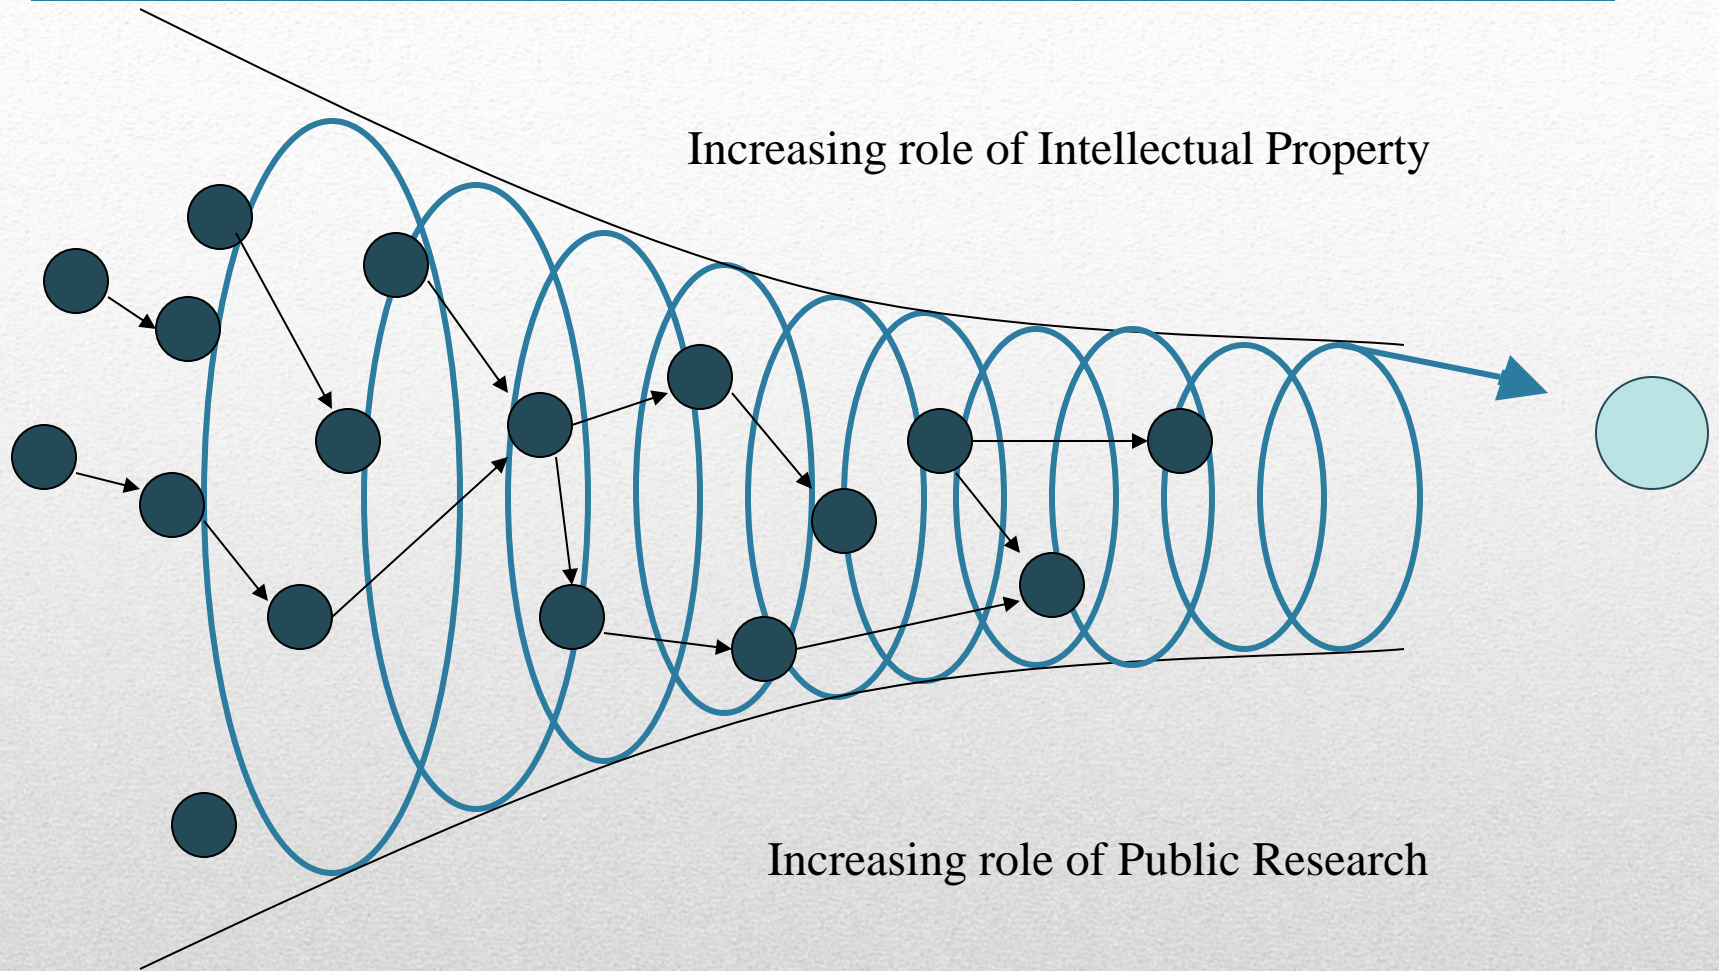 Increasing role of Intellectual Property
Increasing role of Public Research